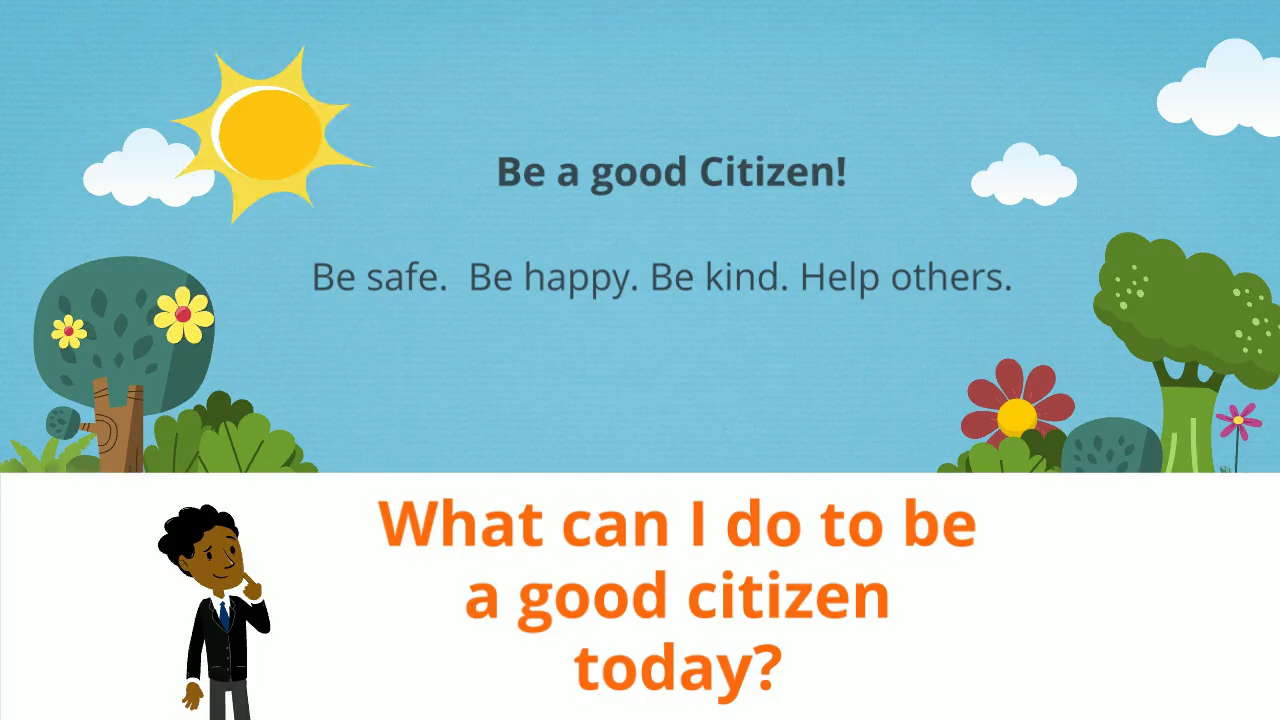 Be a good Citizen!
Be safe.  Be happy. Be kind. Help others.
What can I do to be
a good citizen
today?